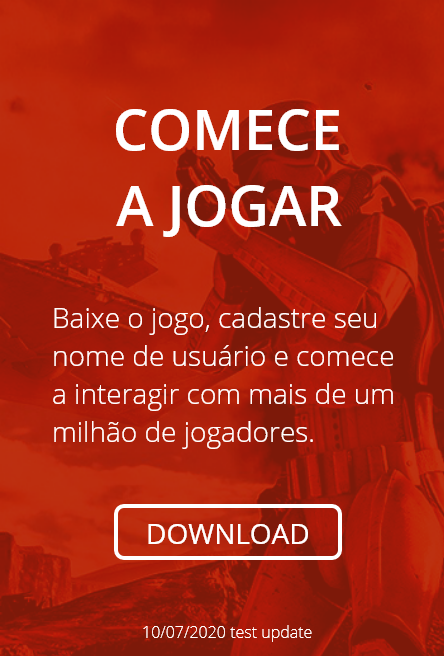 COMECE
A JOGAR
Baixe o jogo, cadastre seu
nome de usuário e comece
a interagir com mais de um
milhão de jogadores.
DOWNLOAD
10/07/2020 test update